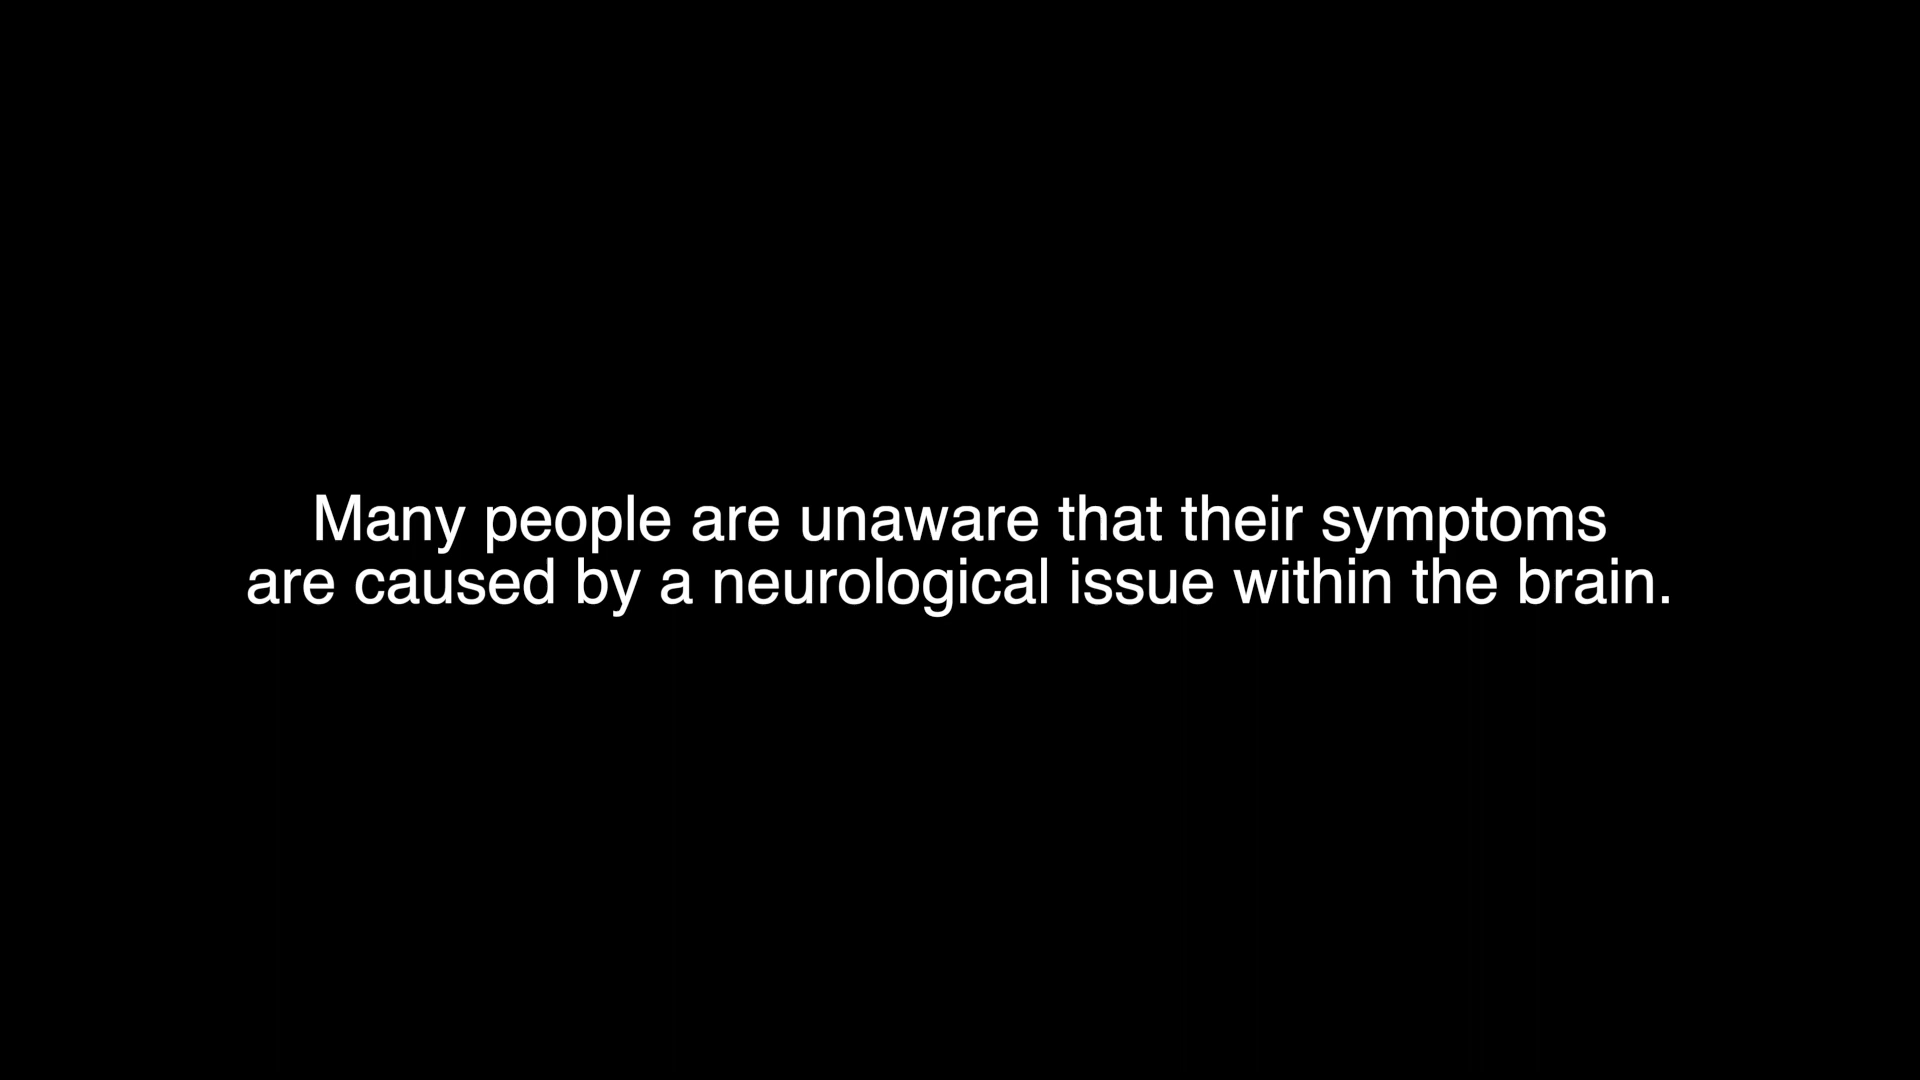 Many people are unaware that their symptoms
are caused by a neurological issue within the brain.